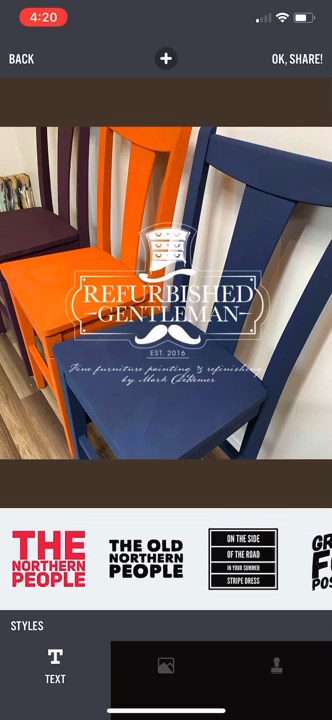 4:20
BACK
OK, SHARE!
REFURBISHED
GENTLEMAN
EST. 2016
Fine furniture painting & refinishing
by Mark
THE
NORTHERN
PEOPLE
THE OLD
NORTHERN
PEOPLE
ON THE SIDE
OF THE ROAD
IN YOUR SUMMER
STRIPE DRESS
STYLES
TEXT